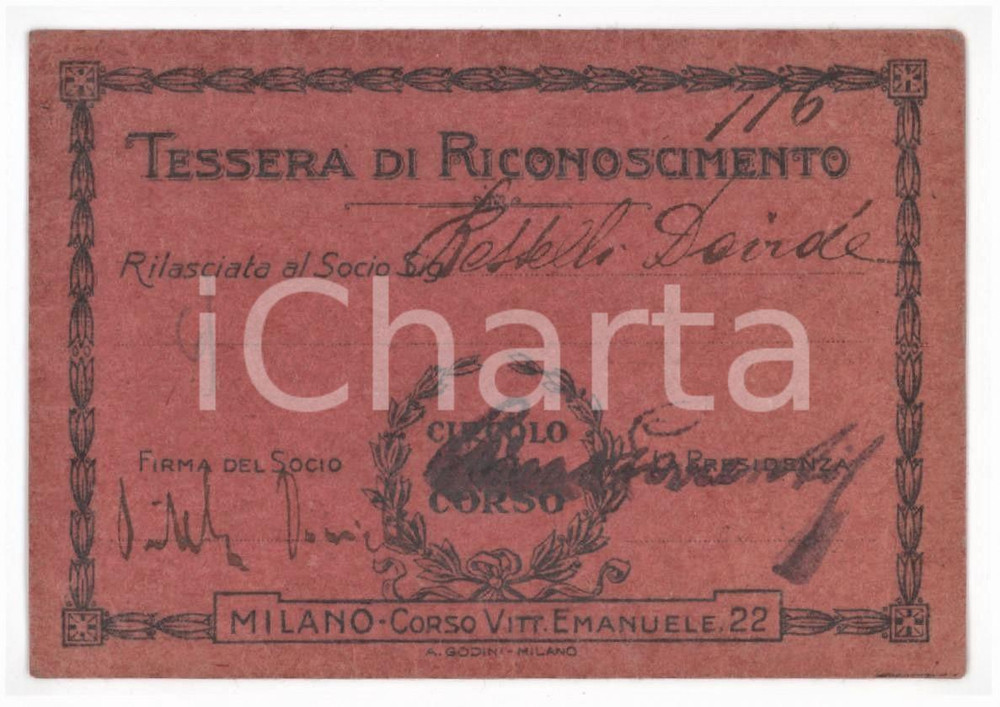 116
TESSERA DI RICONOSCIMENTO
Rilasciata al Socio Sig. Davide
iCharta
CIRCOLO
FIRMA DEL SOCIO LA PRESIDENZA
CORSO
MILANO - CORSO VITT. EMANUELE. 22
A. GODINI - MILANO